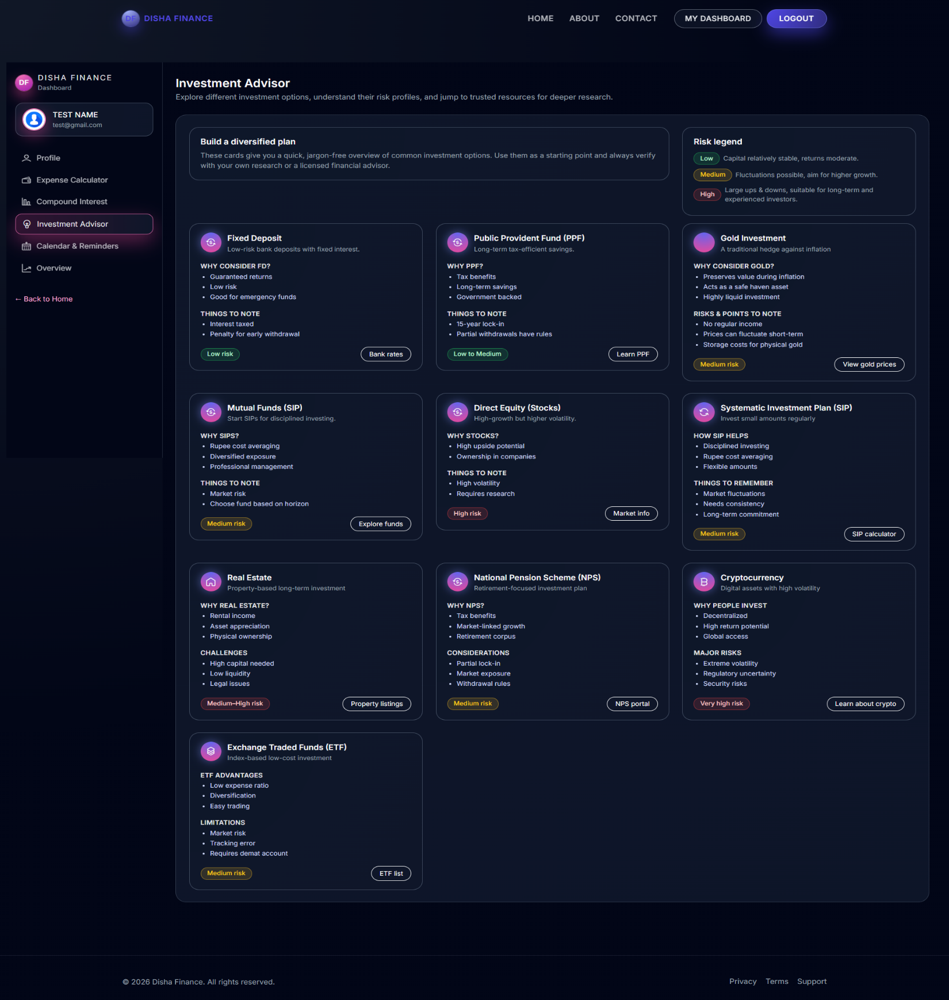 DF DISHA FINANCE
HOME ABOUT CONTACT MY DASHBOARD LOGOUT
DF DISHA FINANCE
Dashboard
TEST NAME
test@gmail.com
Profile
Expense Calculator
Compound Interest
Investment Advisor
Calendar & Reminders
Overview
← Back to Home
Investment Advisor
Explore different investment options, understand their risk profiles, and jump to trusted resources for deeper research.
Build a diversified plan
These cards give you a quick, jargon-free overview of common investment options. Use them as a starting point and always verify
with your own research or a licensed financial advisor.
Risk legend
Low Capital relatively stable, returns moderate.
Medium Fluctuations possible, aim for higher growth.
High Large ups & downs, suitable for long-term and
experienced investors.
Fixed Deposit
Low-risk bank deposits with fixed interest.
WHY CONSIDER FD?
• Guaranteed returns
• Low risk
• Good for emergency funds
THINGS TO NOTE
• Interest taxed
• Penalty for early withdrawal
Low risk Bank rates
Public Provident Fund (PPF)
Long-term tax-efficient savings.
WHY PPF?
• Tax benefits
• Long-term savings
• Government backed
THINGS TO NOTE
• 15-year lock-in
• Partial withdrawals have rules
Low to Medium Learn PPF
Gold Investment
A traditional hedge against inflation
WHY CONSIDER GOLD?
• Preserves value during inflation
• Acts as a safe haven asset
• Highly liquid investment
RISKS & POINTS TO NOTE
• No regular income
• Prices can fluctuate short-term
• Storage costs for physical gold
Medium risk View gold prices
Mutual Funds (SIP)
Start SIPs for disciplined investing.
WHY SIPS?
• Rupee cost averaging
• Diversified exposure
• Professional management
THINGS TO NOTE
• Market risk
• Choose fund based on horizon
Medium risk Explore funds
Direct Equity (Stocks)
High-growth but higher volatility.
WHY STOCKS?
• High upside potential
• Ownership in companies
THINGS TO NOTE
• High volatility
• Requires research
High risk Market info
Systematic Investment Plan (SIP)
Invest small amounts regularly
HOW SIP HELPS
• Disciplined investing
• Rupee cost averaging
• Flexible amounts
THINGS TO REMEMBER
• Market fluctuations
• Needs consistency
• Long-term commitment
Medium risk SIP calculator
Real Estate
Property-based long-term investment
WHY REAL ESTATE?
• Rental income
• Asset appreciation
• Physical ownership
CHALLENGES
• High capital needed
• Low liquidity
• Legal issues
Medium–High risk Property listings
National Pension Scheme (NPS)
Retirement-focused investment plan
WHY NPS?
• Tax benefits
• Market-linked growth
• Retirement corpus
CONSIDERATIONS
• Partial lock-in
• Market exposure
• Withdrawal rules
Medium risk NPS portal
Cryptocurrency
Digital assets with high volatility
WHY PEOPLE INVEST
• Decentralized
• High return potential
• Global access
MAJOR RISKS
• Extreme volatility
• Regulatory uncertainty
• Security risks
Very high risk Learn about crypto
Exchange Traded Funds (ETF)
Index-based low-cost investment
ETF ADVANTAGES
• Low expense ratio
• Diversification
• Easy trading
LIMITATIONS
• Market risk
• Tracking error
• Requires demat account
Medium risk ETF list
© 2026 Disha Finance. All rights reserved.
Privacy Terms Support